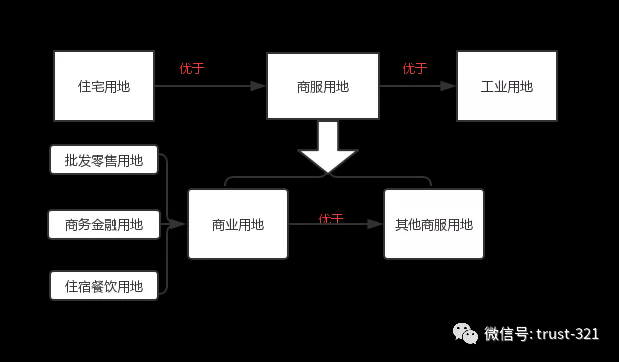 住宅用地
优于
商服用地
优于
工业用地
批发零售用地
商务金融用地
住宿餐饮用地
商业用地
优于
其他商服用地
微信号: trust-321